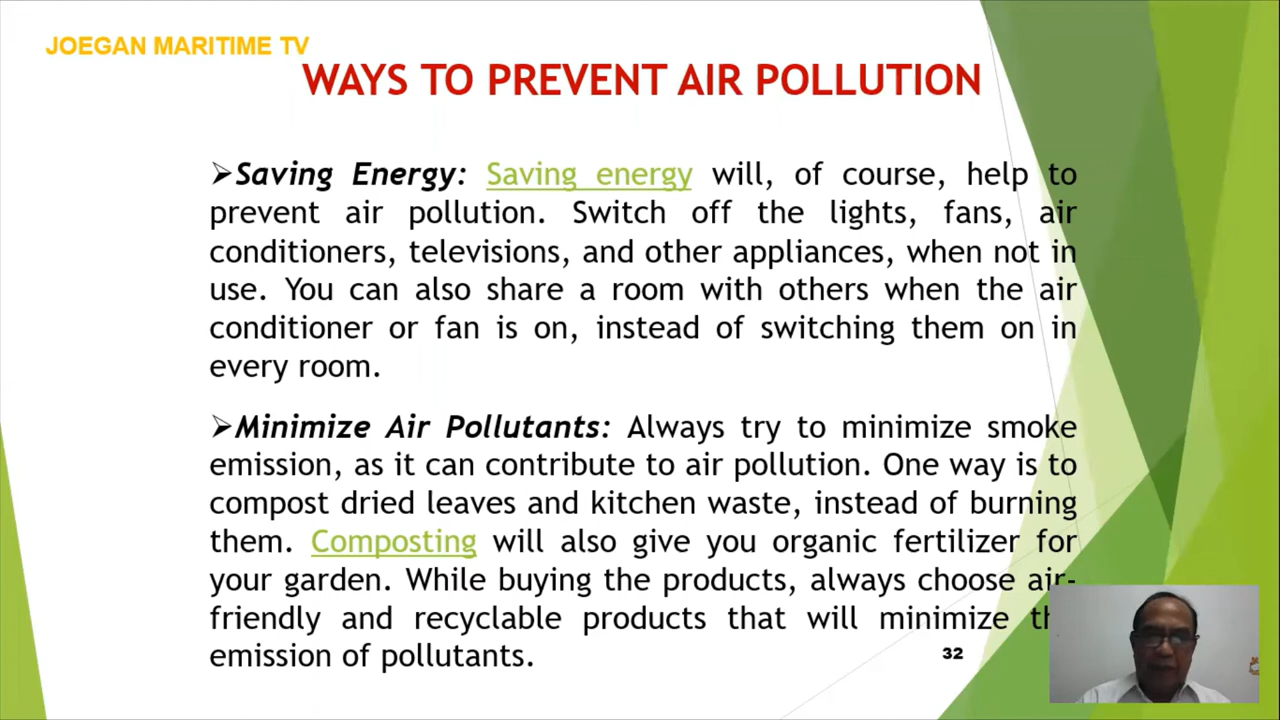 JOEGAN MARITIME TV
WAYS TO PREVENT AIR POLLUTION
➢Saving Energy: Saving energy will, of course, help to
prevent air pollution. Switch off the lights, fans, air
conditioners, televisions, and other appliances, when not in
use. You can also share a room with others when the air
conditioner or fan is on, instead of switching them on in
every room.
➢Minimize Air Pollutants: Always try to minimize smoke
emission, as it can contribute to air pollution. One way is to
compost dried leaves and kitchen waste, instead of burning
them. Composting will also give you organic fertilizer for
your garden. While buying the products, always choose air-
friendly and recyclable products that will minimize
emission of pollutants.
32